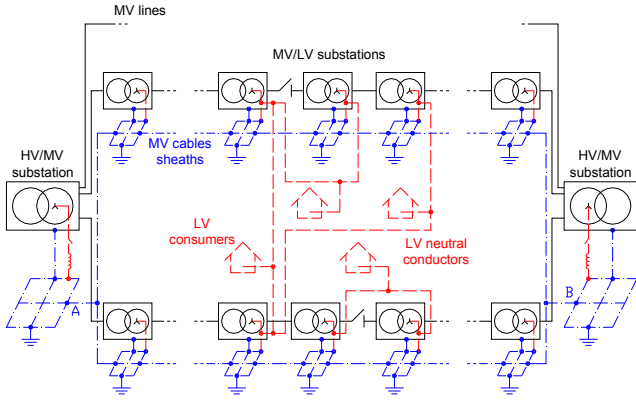 MV lines
MV/LV substations
MV cables
sheaths
HV/MV
substation
HV/MV
substation
LV
consumers
LV neutral
conductors
A
B